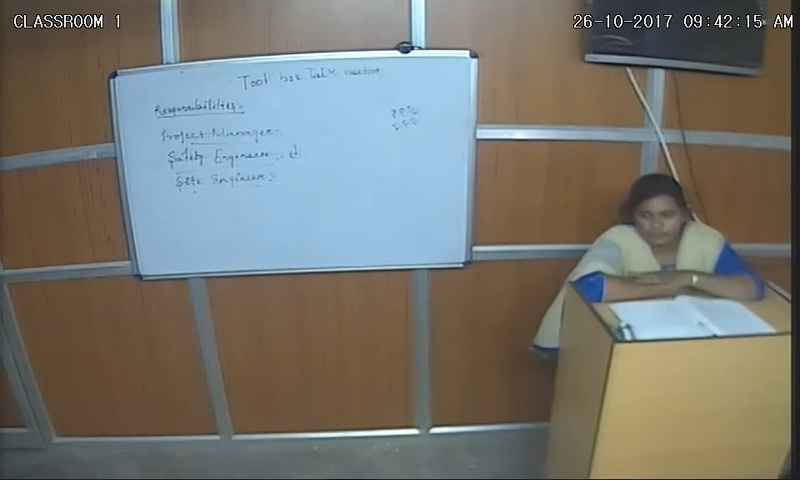 CLASSROOM 1
26-10-2017 09:42:15 AM
Tool box Talk meeting
Responsibilities:-
Project Manager:-
Safety Engineer:-
Site Engineer:-